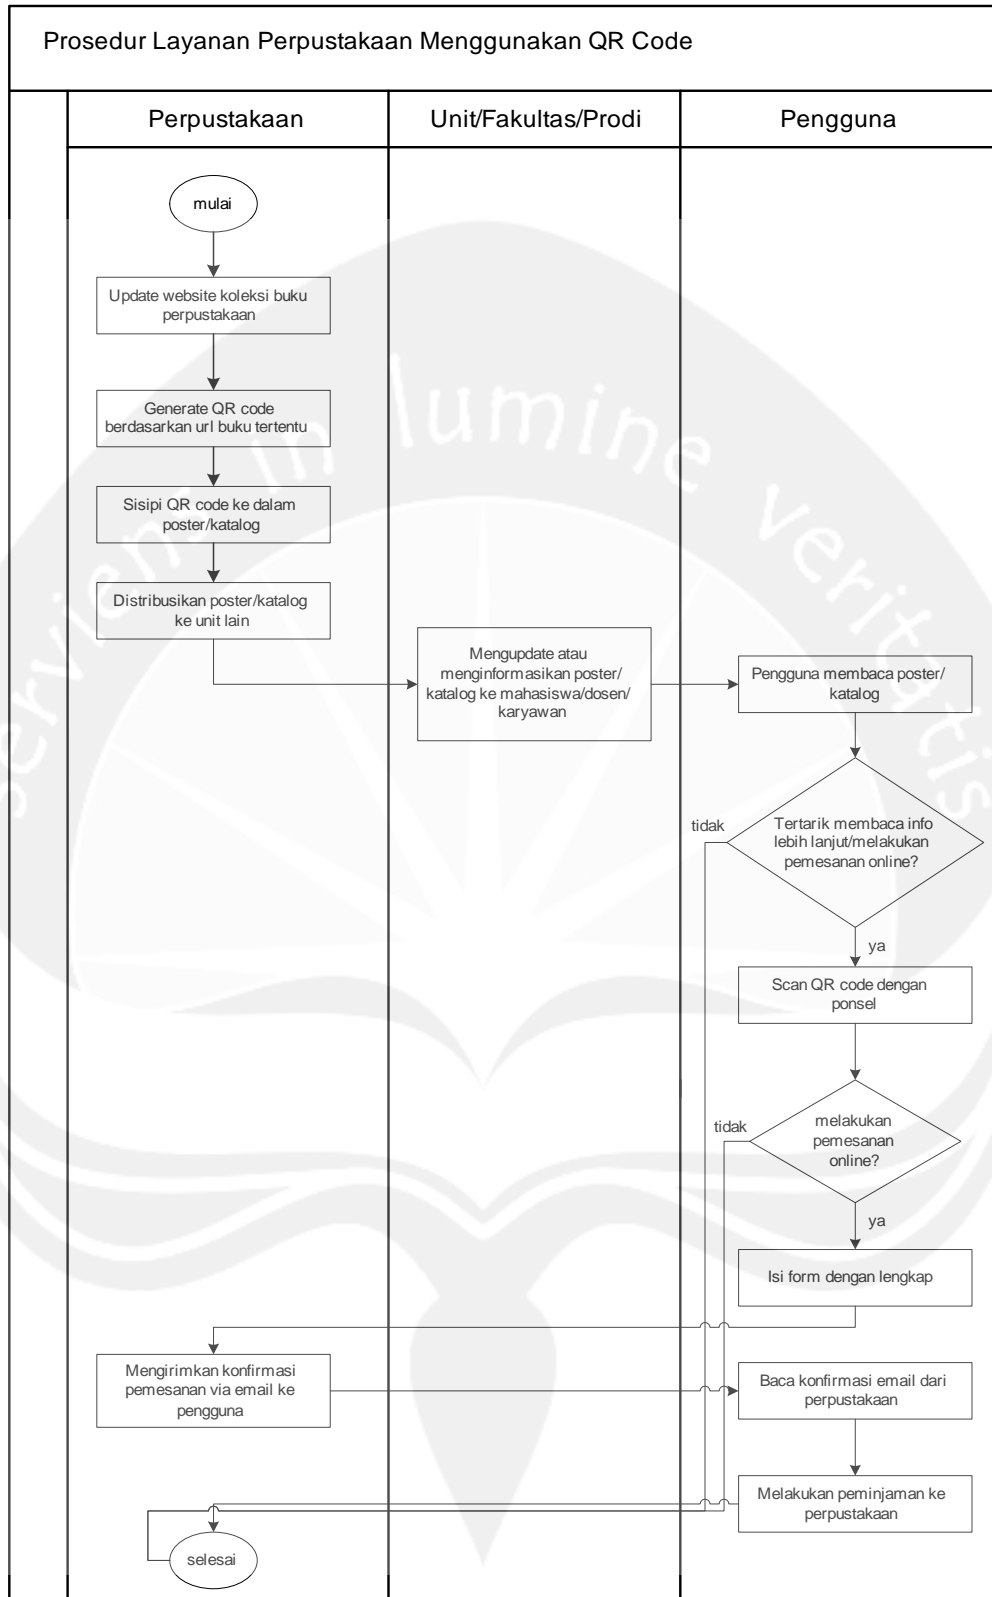 Prosedur Layanan Perpustakaan Menggunakan QR Code
Perpustakaan
Unit/Fakultas/Prodi
Pengguna
mulai
Update website koleksi buku
perpustakaan
Generate QR code
berdasarkan url buku tertentu
Sisipi QR code ke dalam
poster/katalog
Distribusikan poster/katalog
ke unit lain
Mengupdate atau
menginformasikan poster/
katalog ke mahasiswa/dosen/
karyawan
Pengguna membaca poster/
katalog
Tertarik membaca info
lebih lanjut/melakukan
pemesanan online?
tidak
ya
Scan QR code dengan
ponsel
melakukan
pemesanan
online?
tidak
ya
Isi form dengan lengkap
Mengirimkan konfirmasi
pemesanan via email ke
pengguna
Baca konfirmasi email dari
perpustakaan
Melakukan peminjaman ke
perpustakaan
selesai
serviens in lumine veritatis